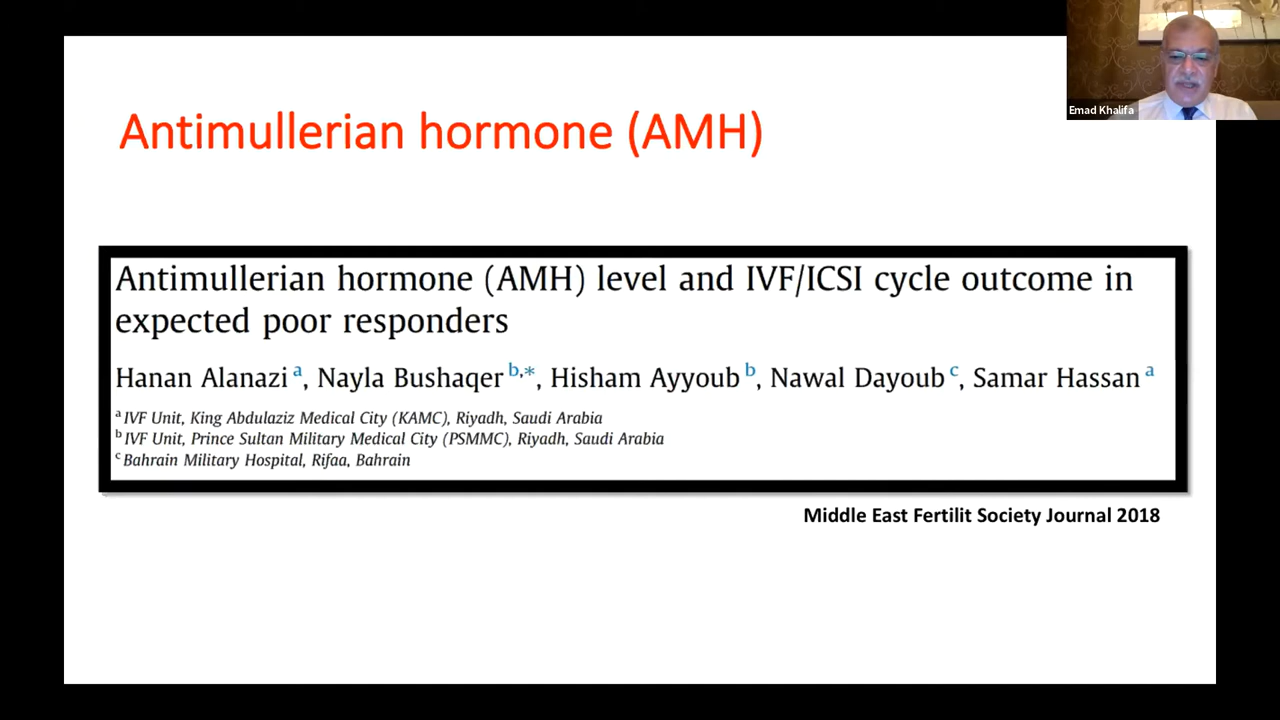 Emad Khalifa
Antimullerian hormone (AMH)
Antimullerian hormone (AMH) level and IVF/ICSI cycle outcome in
expected poor responders
Hanan Alanazi a, Nayla Bushaqer b,*, Hisham Ayyoub b, Nawal Dayoub c, Samar Hassan a
a IVF Unit, King Abdulaziz Medical City (KAMC), Riyadh, Saudi Arabia
b IVF Unit, Prince Sultan Military Medical City (PSMMC), Riyadh, Saudi Arabia
c Bahrain Military Hospital, Rifaa, Bahrain
Middle East Fertilit Society Journal 2018